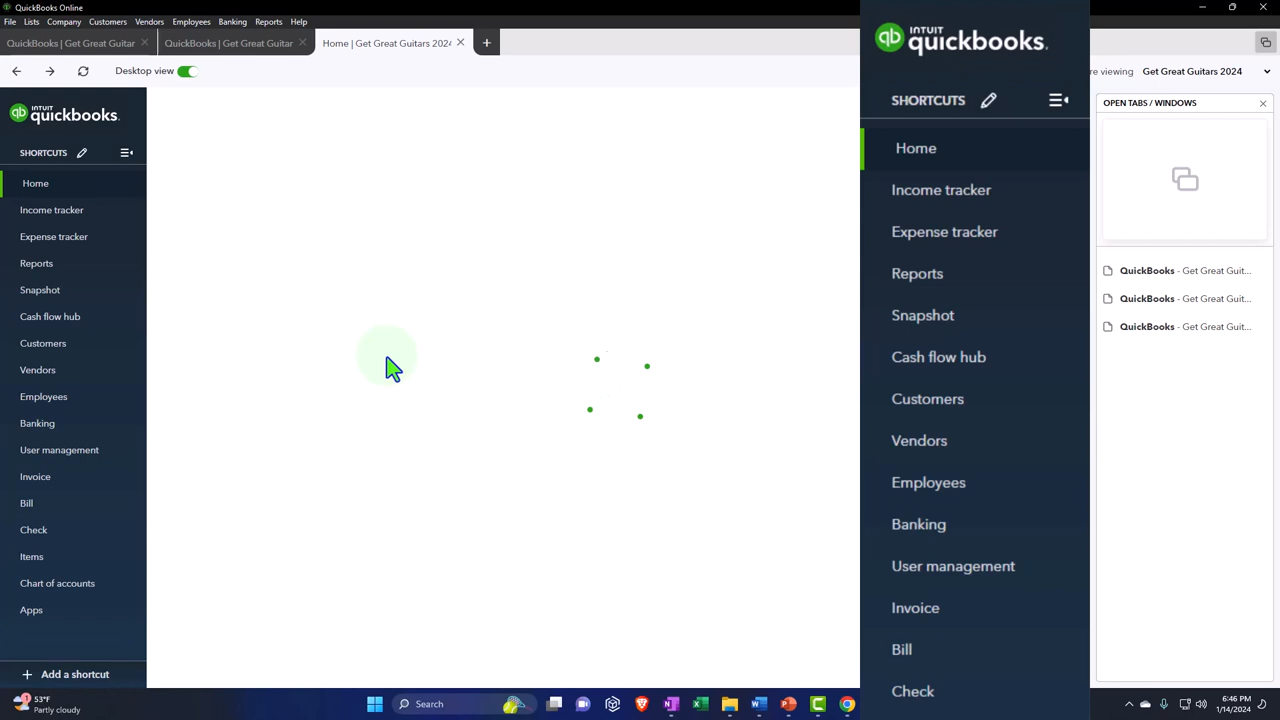 QuickBooks Online
File Lists Company Customers Vendors Employees Banking Reports Help
QuickBooks | Get Great Guitar
QuickBooks | Get Great Guitar
Home | Get Great Guitars 2024
Desktop view
INTUIT
quickbooks.
SHORTCUTS
Home
Income tracker
Expense tracker
Reports
Snapshot
Cash flow hub
Customers
Vendors
Employees
Banking
User management
Invoice
Bill
Check
Items
Chart of accounts
Apps
Add a shortcut
INTUIT
quickbooks.
SHORTCUTS
Home
Income tracker
Expense tracker
Reports
Snapshot
Cash flow hub
Customers
Vendors
Employees
Banking
User management
Invoice
Bill
Check
viewing Get Great Guitars 2024
OPEN TABS / WINDOWS
QuickBooks - Get Great Guit...
QuickBooks - Get Great Guit...
QuickBooks - Get Great Guit...
1
53°F
Partly cloudy
Search
6:46 PM
1/14/2024